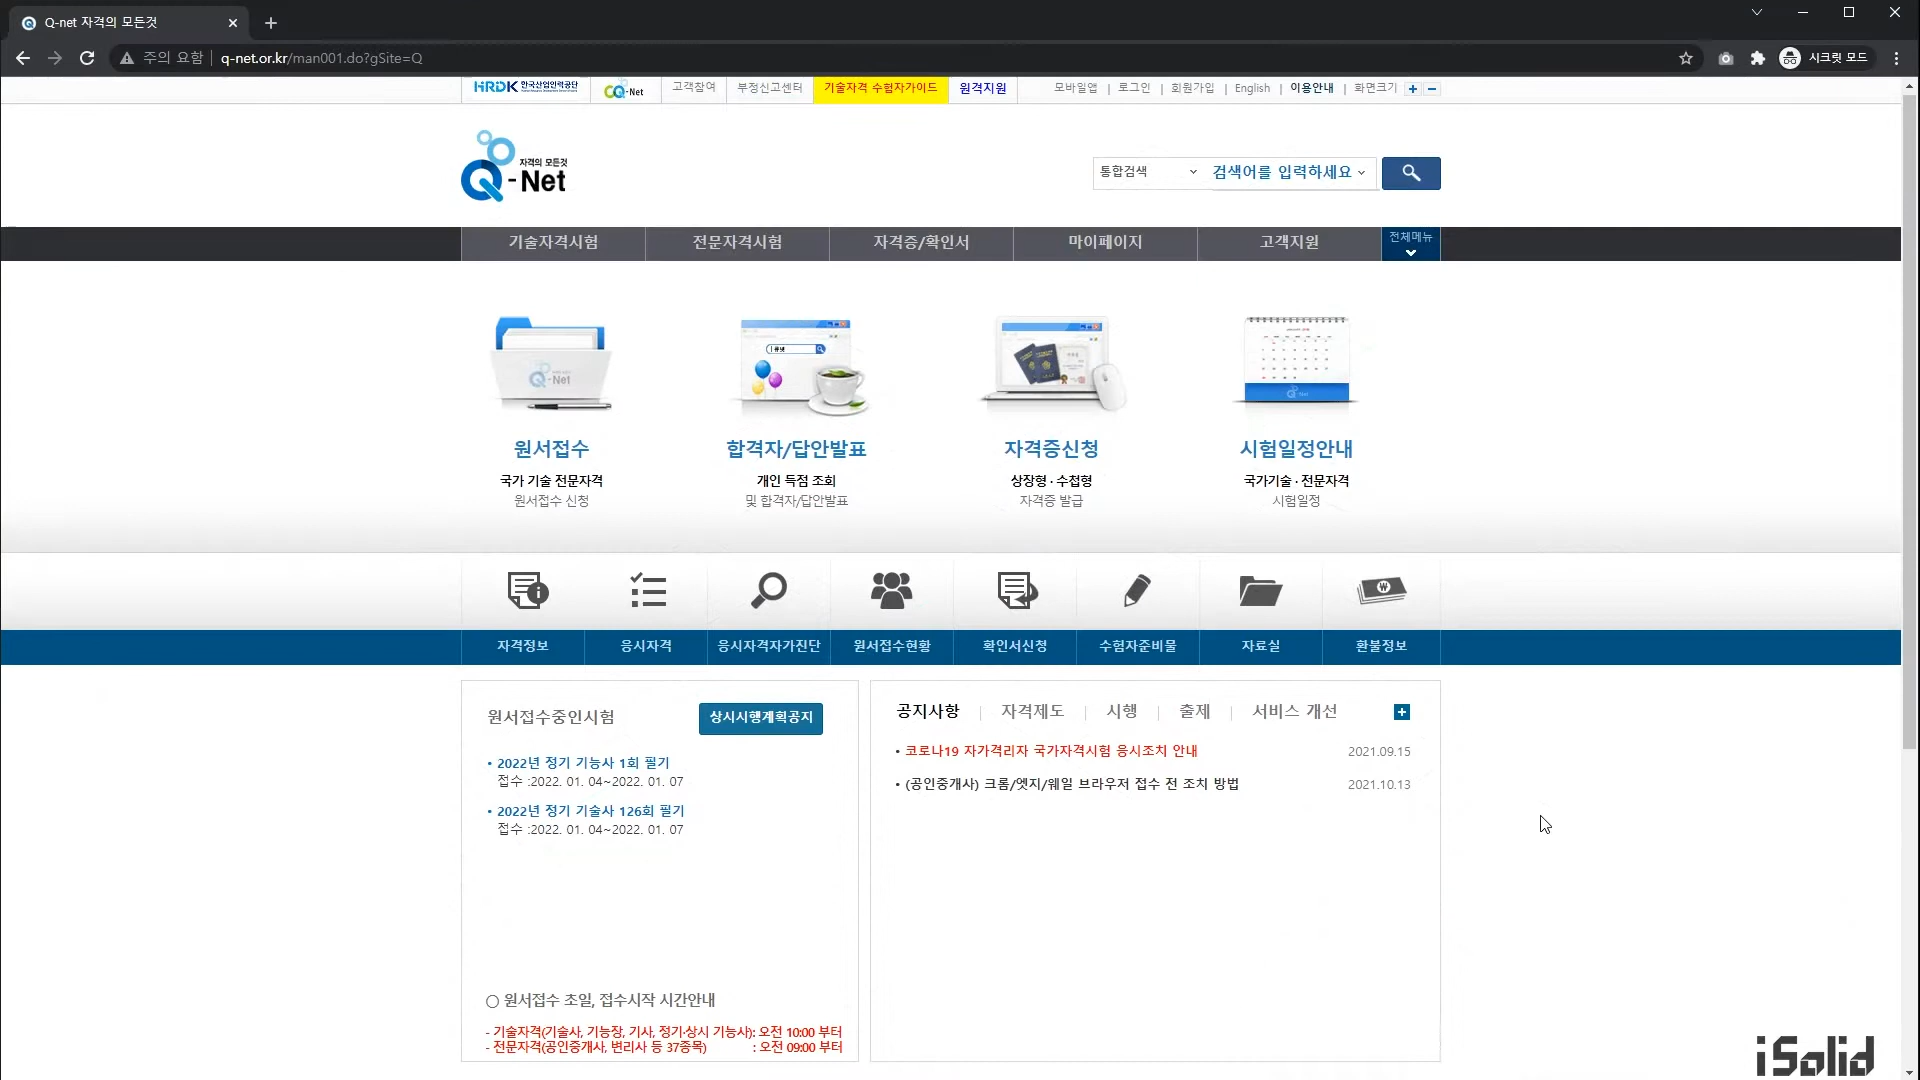 Q-net 자격의 모든것
주의 요함 q-net.or.kr/man001.do?gSite=Q 시크릿 모드
HRDK 한국산업인력공단 CQ-Net 고객참여 부정신고센터 기술자격 수험자가이드 원격지원 모바일앱 | 로그인 | 회원가입 | English | 이용안내 | 화면크기
자격의 모든것
Q-Net
통합검색 검색어를 입력하세요
기술자격시험 전문자격시험 자격증/확인서 마이페이지 고객지원 전체메뉴
Q-Net
원서접수 합격자/답안발표 자격증신청 시험일정안내
국가 기술 전문자격 개인 득점 조회 상장형 · 수첩형 국가기술 · 전문자격
원서접수 신청 및 합격자/답안발표 자격증 발급 시험일정
자격정보 응시자격 응시자격자가진단 원서접수현황 확인서신청 수험자준비물 자료실 환불정보
원서접수중인시험 상시시행계획공지
• 2022년 정기 기능사 1회 필기
접수 :2022. 01. 04~2022. 01. 07
• 2022년 정기 기술사 126회 필기
접수 :2022. 01. 04~2022. 01. 07
○ 원서접수 초일, 접수시작 시간안내
- 기술자격(기술사, 기능장, 기사, 정기·상시 기능사): 오전 10:00 부터
- 전문자격(공인중개사, 변리사 등 37종목) : 오전 09:00 부터
공지사항 | 자격제도 | 시행 | 출제 | 서비스 개선
• 코로나19 자가격리자 국가자격시험 응시조치 안내 2021.09.15
• (공인중개사) 크롬/엣지/웨일 브라우저 접수 전 조치 방법 2021.10.13
iSolid